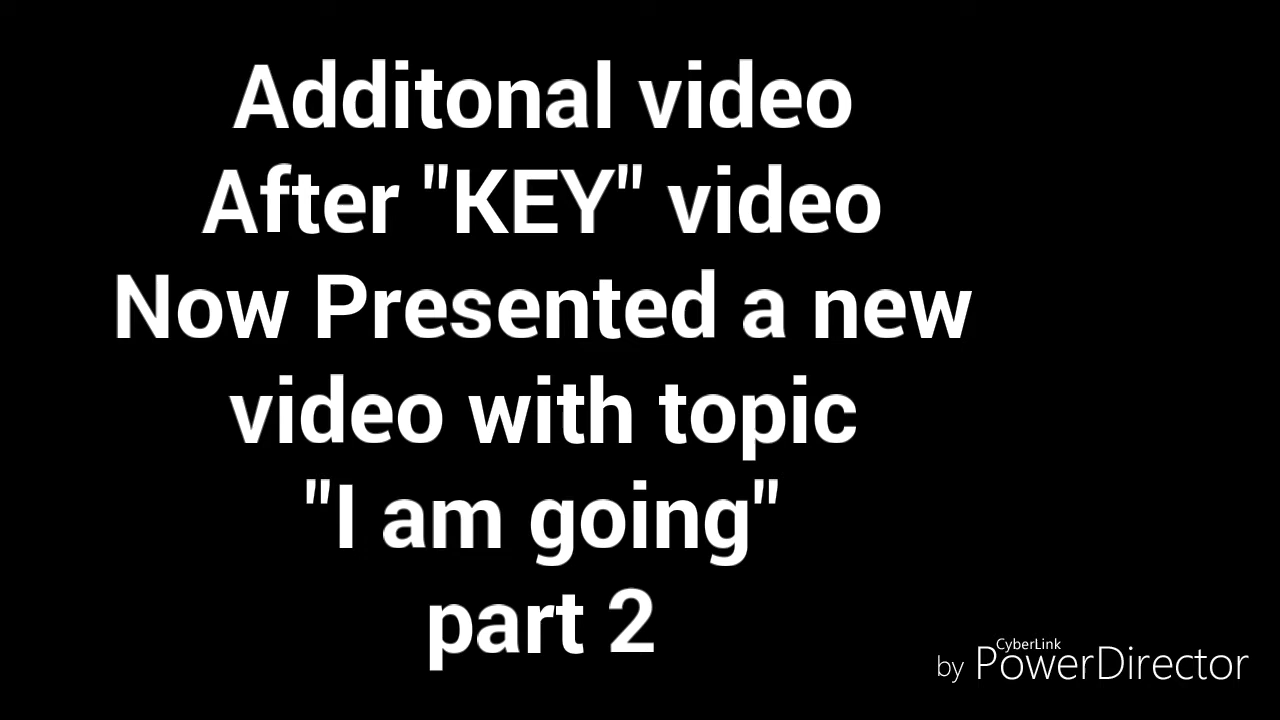 Additonal video
After "KEY" video
Now Presented a new
video with topic
"I am going"
part 2
by CyberLink PowerDirector